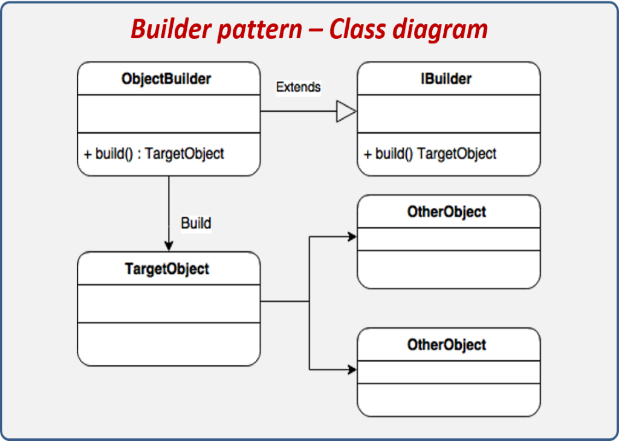 Builder pattern – Class diagram
ObjectBuilder
Extends
IBuilder
+ build() : TargetObject
+ build() TargetObject
Build
OtherObject
TargetObject
OtherObject